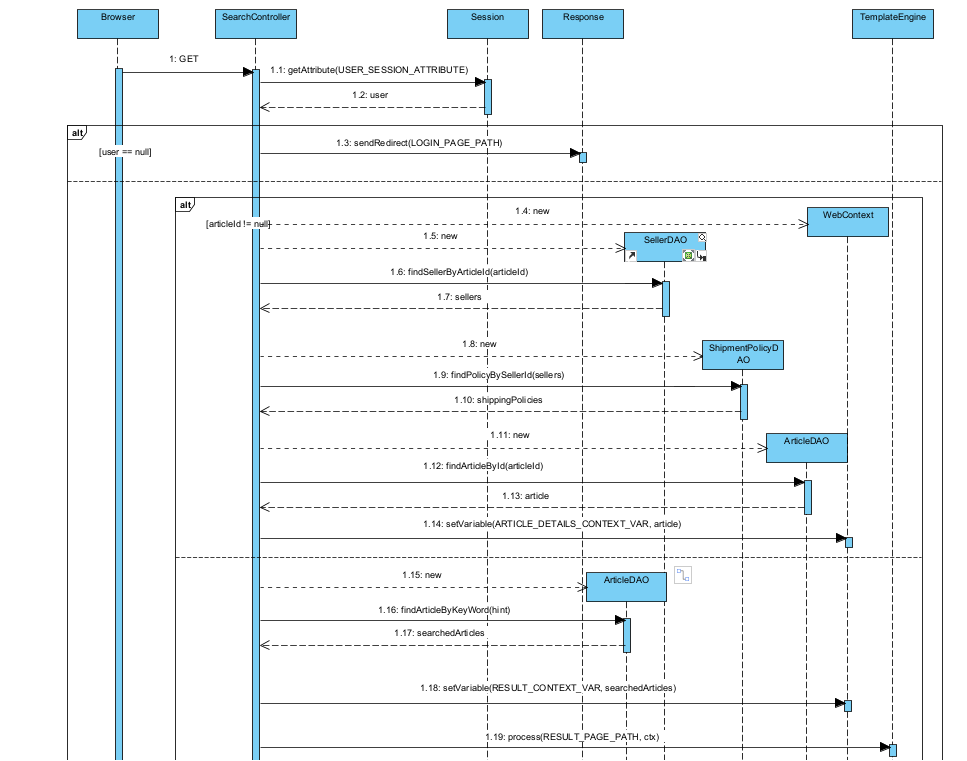 Browser
SearchController
Session
Response
TemplateEngine
1: GET
1.1: getAttribute(USER_SESSION_ATTRIBUTE)
1.2: user
alt
[user == null]
1.3: sendRedirect(LOGIN_PAGE_PATH)
alt
[articleId != null]
1.4: new
WebContext
1.5: new
SellerDAO
1.6: findSellerByArticleId(articleId)
1.7: sellers
1.8: new
ShipmentPolicyD
AO
1.9: findPolicyBySellerId(sellers)
1.10: shippingPolicies
1.11: new
ArticleDAO
1.12: findArticleById(articleId)
1.13: article
1.14: setVariable(ARTICLE_DETAILS_CONTEXT_VAR, article)
1.15: new
ArticleDAO
1.16: findArticleByKeyWord(hint)
1.17: searchedArticles
1.18: setVariable(RESULT_CONTEXT_VAR, searchedArticles)
1.19: process(RESULT_PAGE_PATH, ctx)